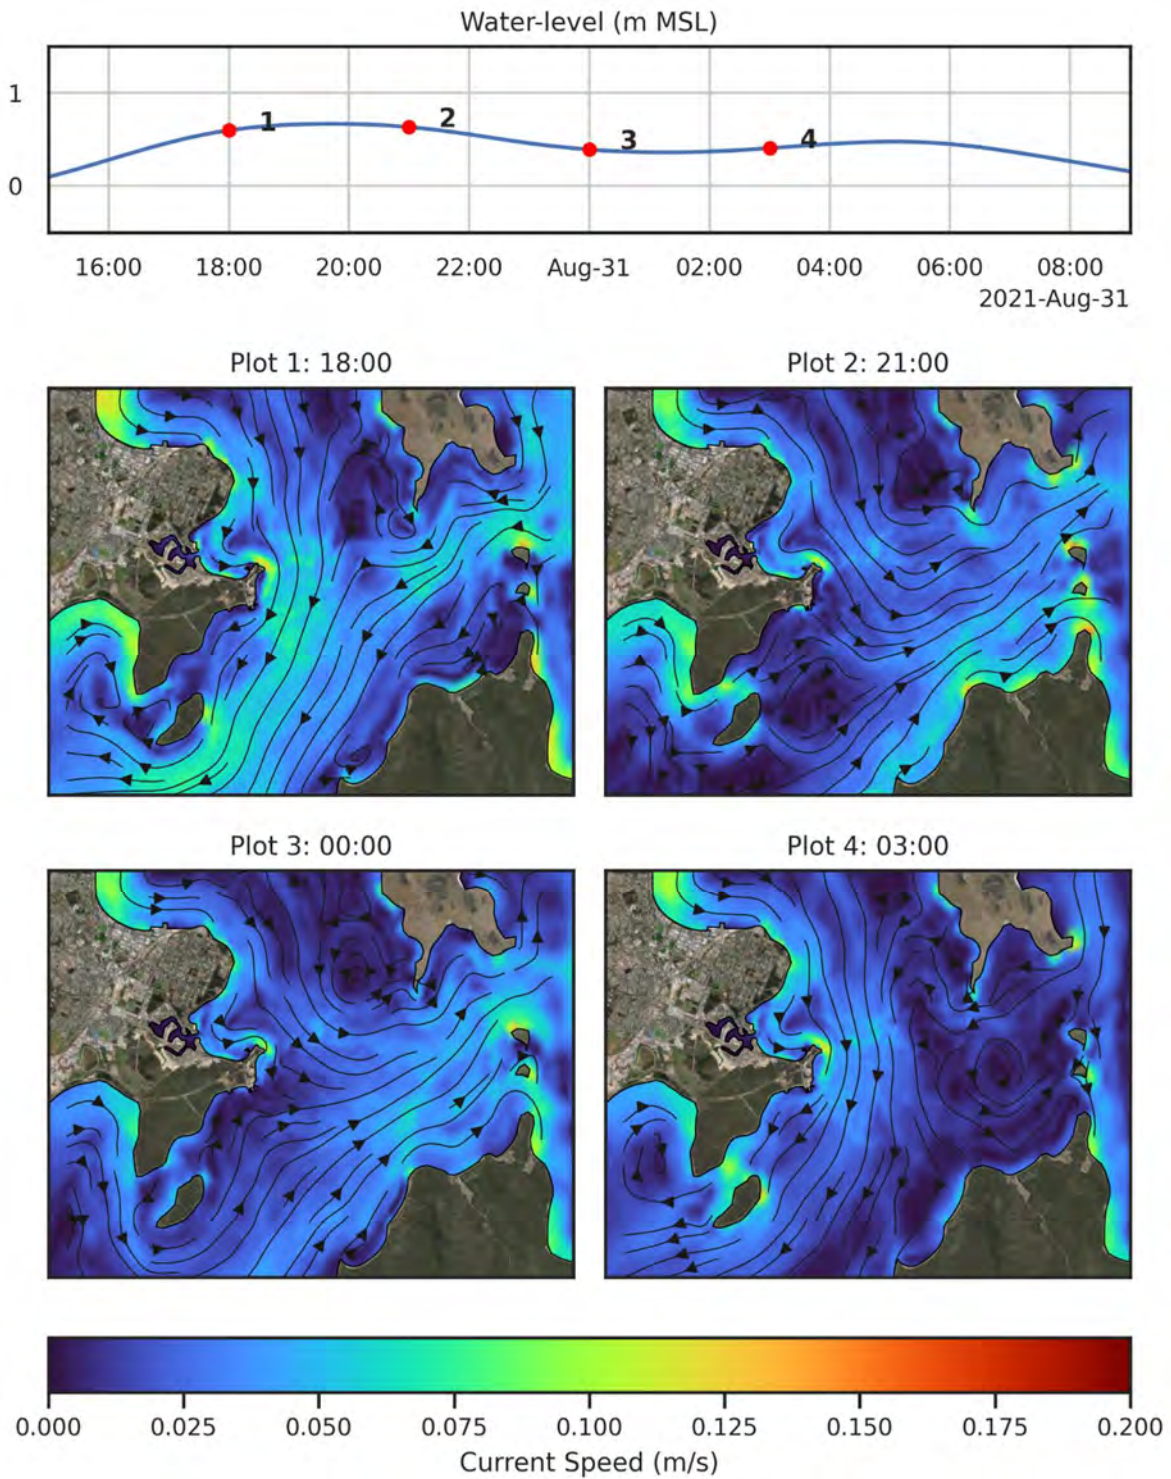 Water-level (m MSL)
1
0
1
2
3
4
16:00 18:00 20:00 22:00 Aug-31 02:00 04:00 06:00 08:00
2021-Aug-31
Plot 1: 18:00
Plot 2: 21:00
Plot 3: 00:00
Plot 4: 03:00
0.000 0.025 0.050 0.075 0.100 0.125 0.150 0.175 0.200
Current Speed (m/s)